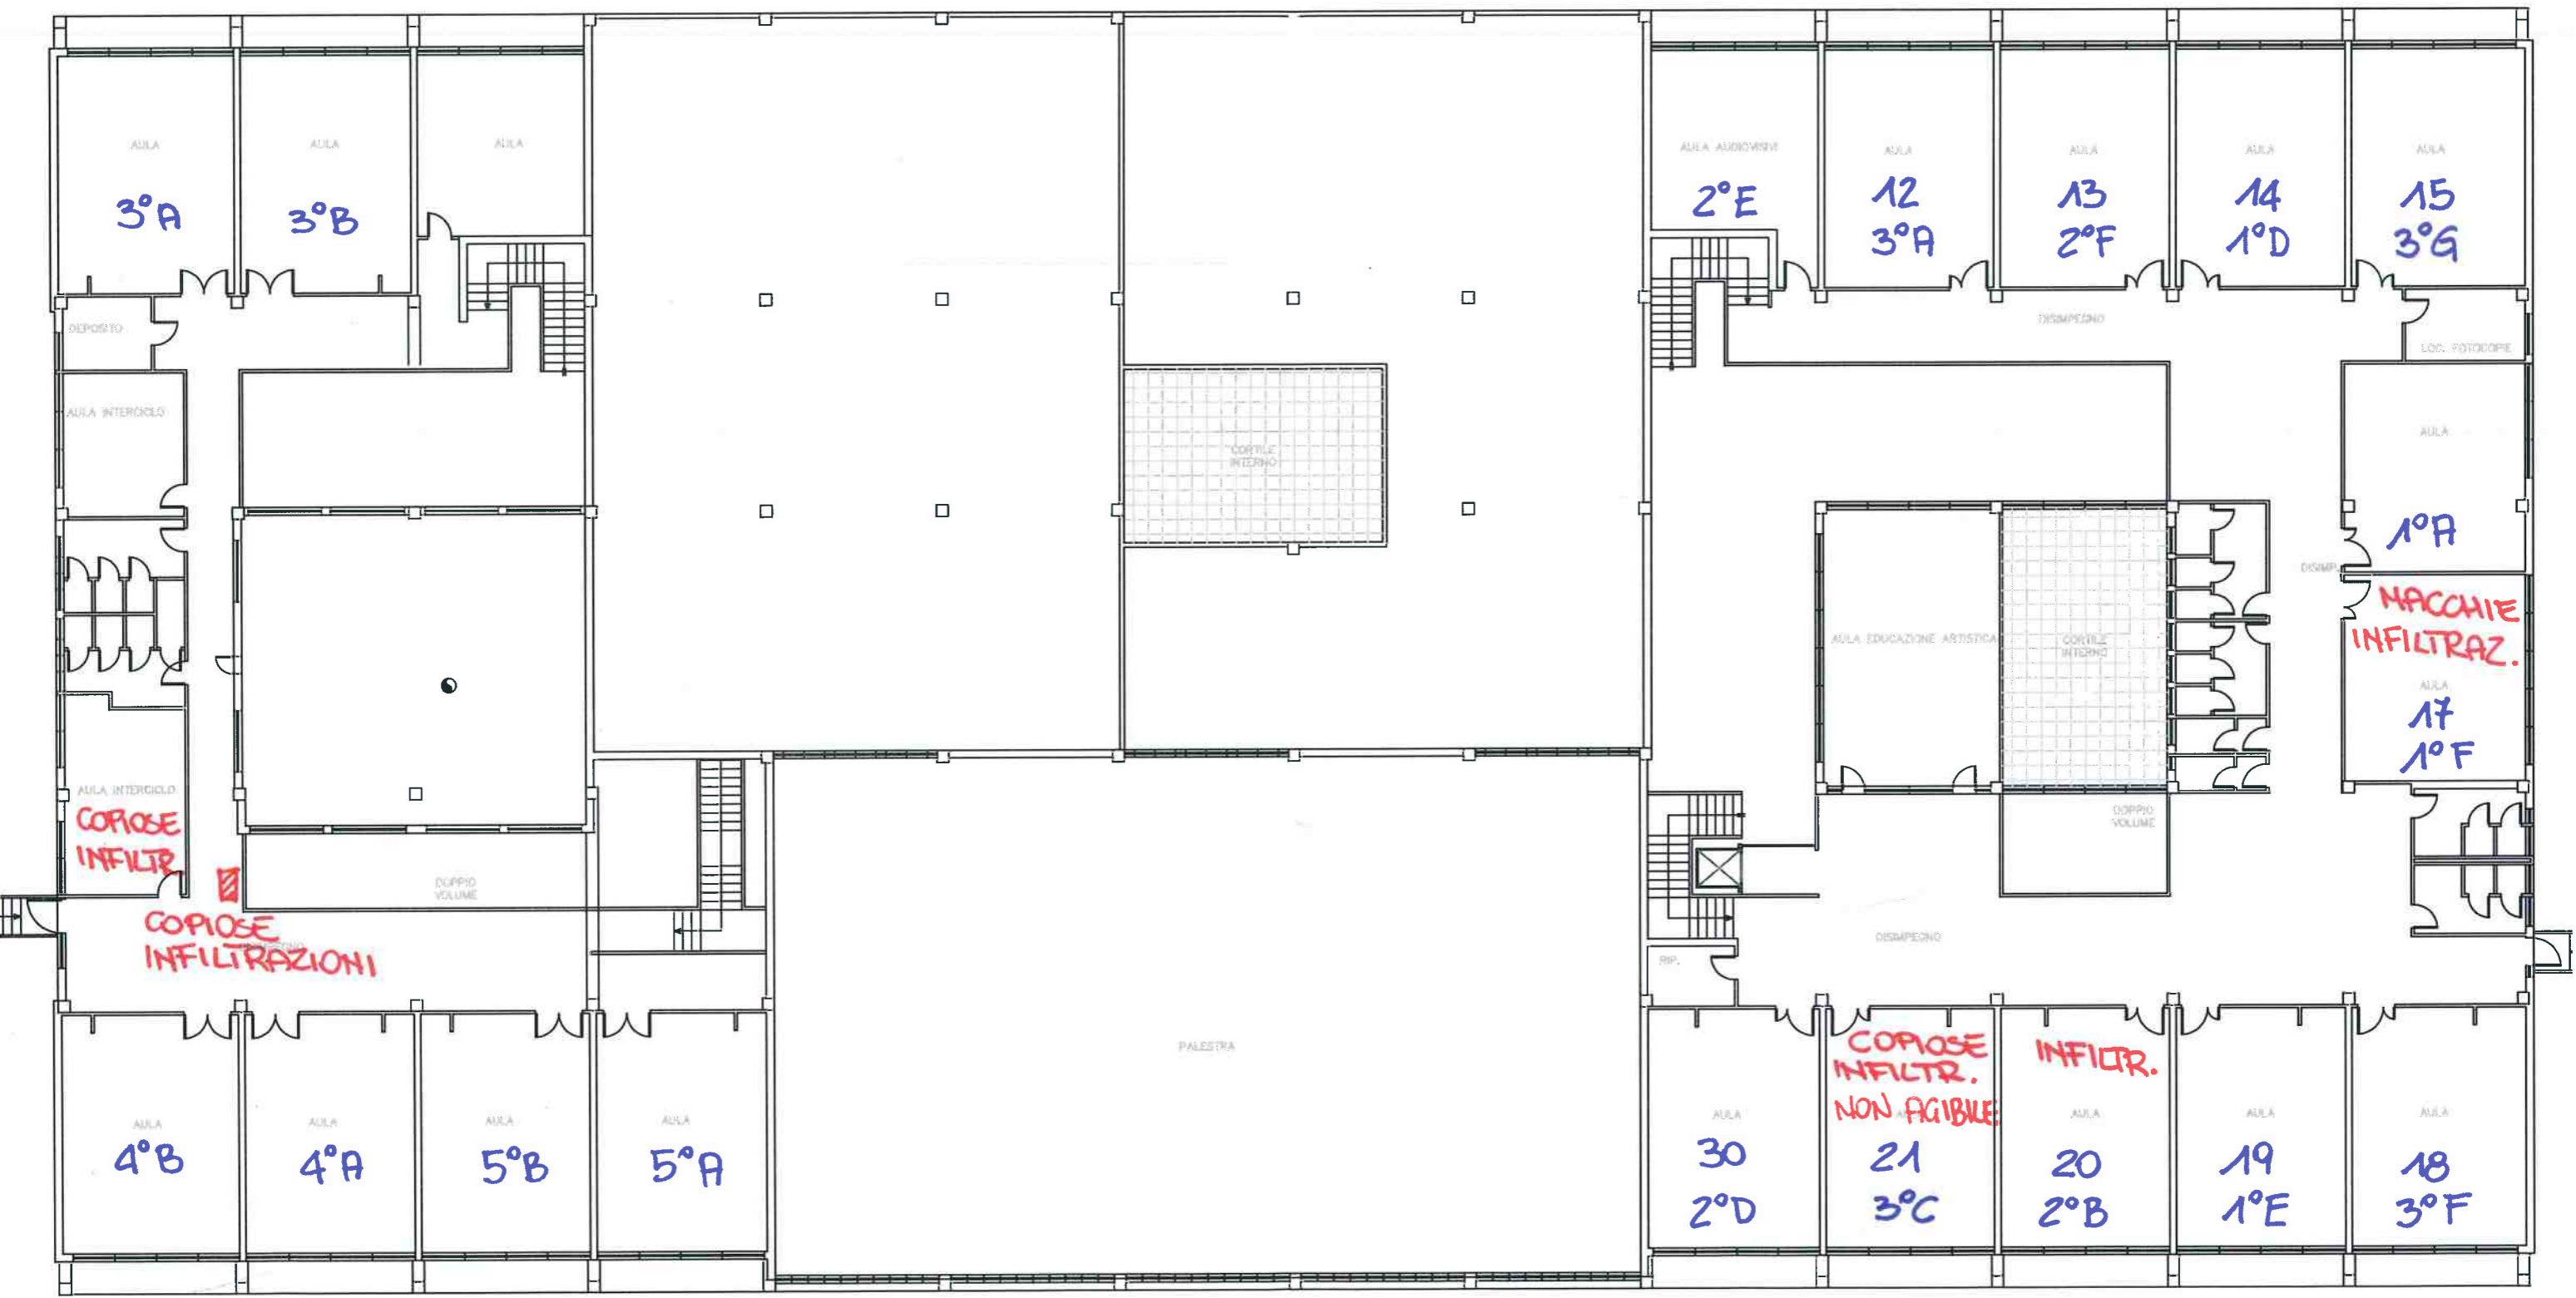 AULA
3°A
AULA
3°B
AULA
AULA AUDIOVISIVI
2°E
AULA
12
3°A
AULA
13
2°F
AULA
14
1°D
AULA
15
3°G
DEPOSITO
DISIMPEGNO
LOC. FOTOCOPIE
AULA INTERCICLO
CORTILE
INTERNO
AULA
1°A
DISIMP.
MACCHIE
INFILTRAZ.
AULA
17
1°F
AULA EDUCAZIONE ARTISTICA
CORTILE
INTERNO
AULA INTERCICLO
COPIOSE
INFILTR.
DOPPIO
VOLUME
DOPPIO
VOLUME
COPIOSE
DISIMPEGNO
INFILTRAZIONI
DISIMPEGNO
RIP.
PALESTRA
AULA
4°B
AULA
4°A
AULA
5°B
AULA
5°A
AULA
30
2°D
COPIOSE
INFILTR.
NON AGIBILE
21
3°C
INFILTR.
AULA
20
2°B
AULA
19
1°E
AULA
18
3°F